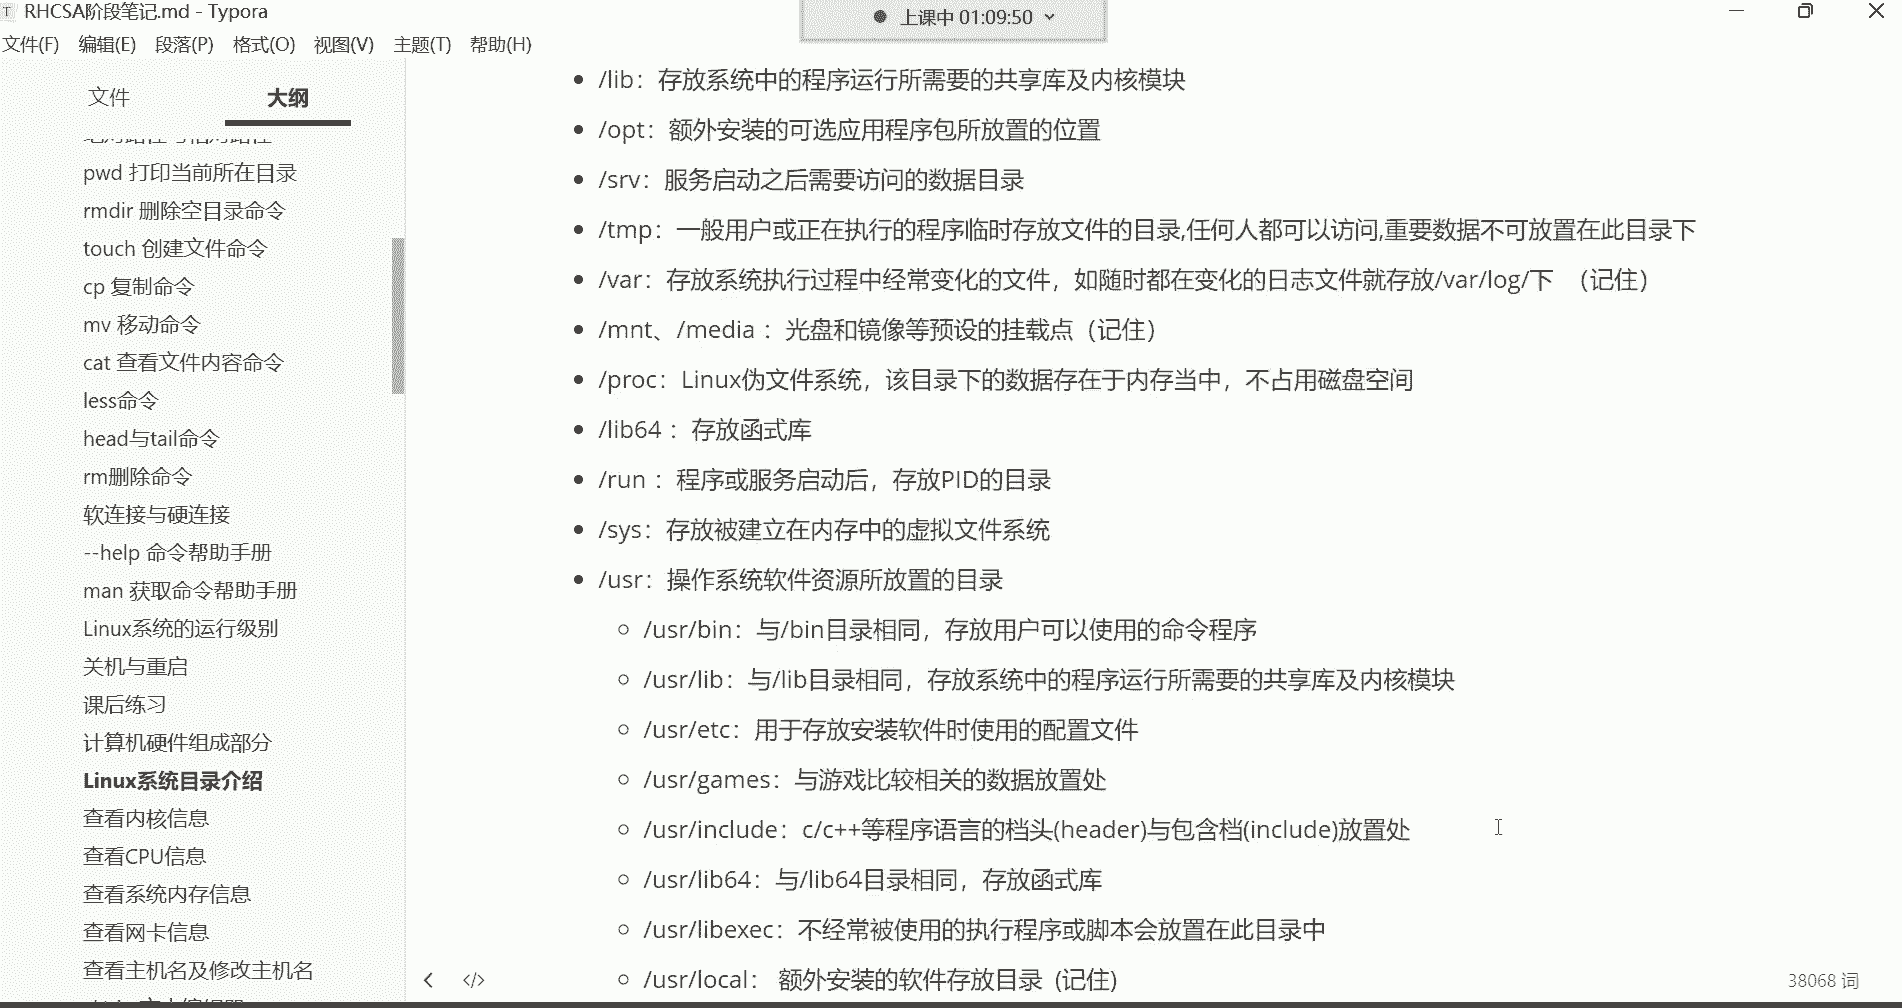 RHCSA阶段笔记.md - Typora
上课中 01:09:50
文件(F) 编辑(E) 段落(P) 格式(O) 视图(V) 主题(T) 帮助(H)
文件 大纲
pwd 打印当前所在目录
rmdir 删除空目录命令
touch 创建文件命令
cp 复制命令
mv 移动命令
cat 查看文件内容命令
less命令
head与tail命令
rm删除命令
软连接与硬连接
--help 命令帮助手册
man 获取命令帮助手册
Linux系统的运行级别
关机与重启
课后练习
计算机硬件组成部分
Linux系统目录介绍
查看内核信息
查看CPU信息
查看系统内存信息
查看网卡信息
查看主机名及修改主机名
/lib：存放系统中的程序运行所需要的共享库及内核模块
/opt：额外安装的可选应用程序包所放置的位置
/srv：服务启动之后需要访问的数据目录
/tmp：一般用户或正在执行的程序临时存放文件的目录,任何人都可以访问,重要数据不可放置在此目录下
/var：存放系统执行过程中经常变化的文件，如随时都在变化的日志文件就存放/var/log/下 （记住）
/mnt、/media ：光盘和镜像等预设的挂载点（记住）
/proc：Linux伪文件系统，该目录下的数据存在于内存当中，不占用磁盘空间
/lib64 ：存放函式库
/run ：程序或服务启动后，存放PID的目录
/sys：存放被建立在内存中的虚拟文件系统
/usr：操作系统软件资源所放置的目录
/usr/bin：与/bin目录相同，存放用户可以使用的命令程序
/usr/lib：与/lib目录相同，存放系统中的程序运行所需要的共享库及内核模块
/usr/etc：用于存放安装软件时使用的配置文件
/usr/games：与游戏比较相关的数据放置处
/usr/include：c/c++等程序语言的档头(header)与包含档(include)放置处
/usr/lib64：与/lib64目录相同，存放函式库
/usr/libexec：不经常被使用的执行程序或脚本会放置在此目录中
/usr/local： 额外安装的软件存放目录 (记住)
38068 词